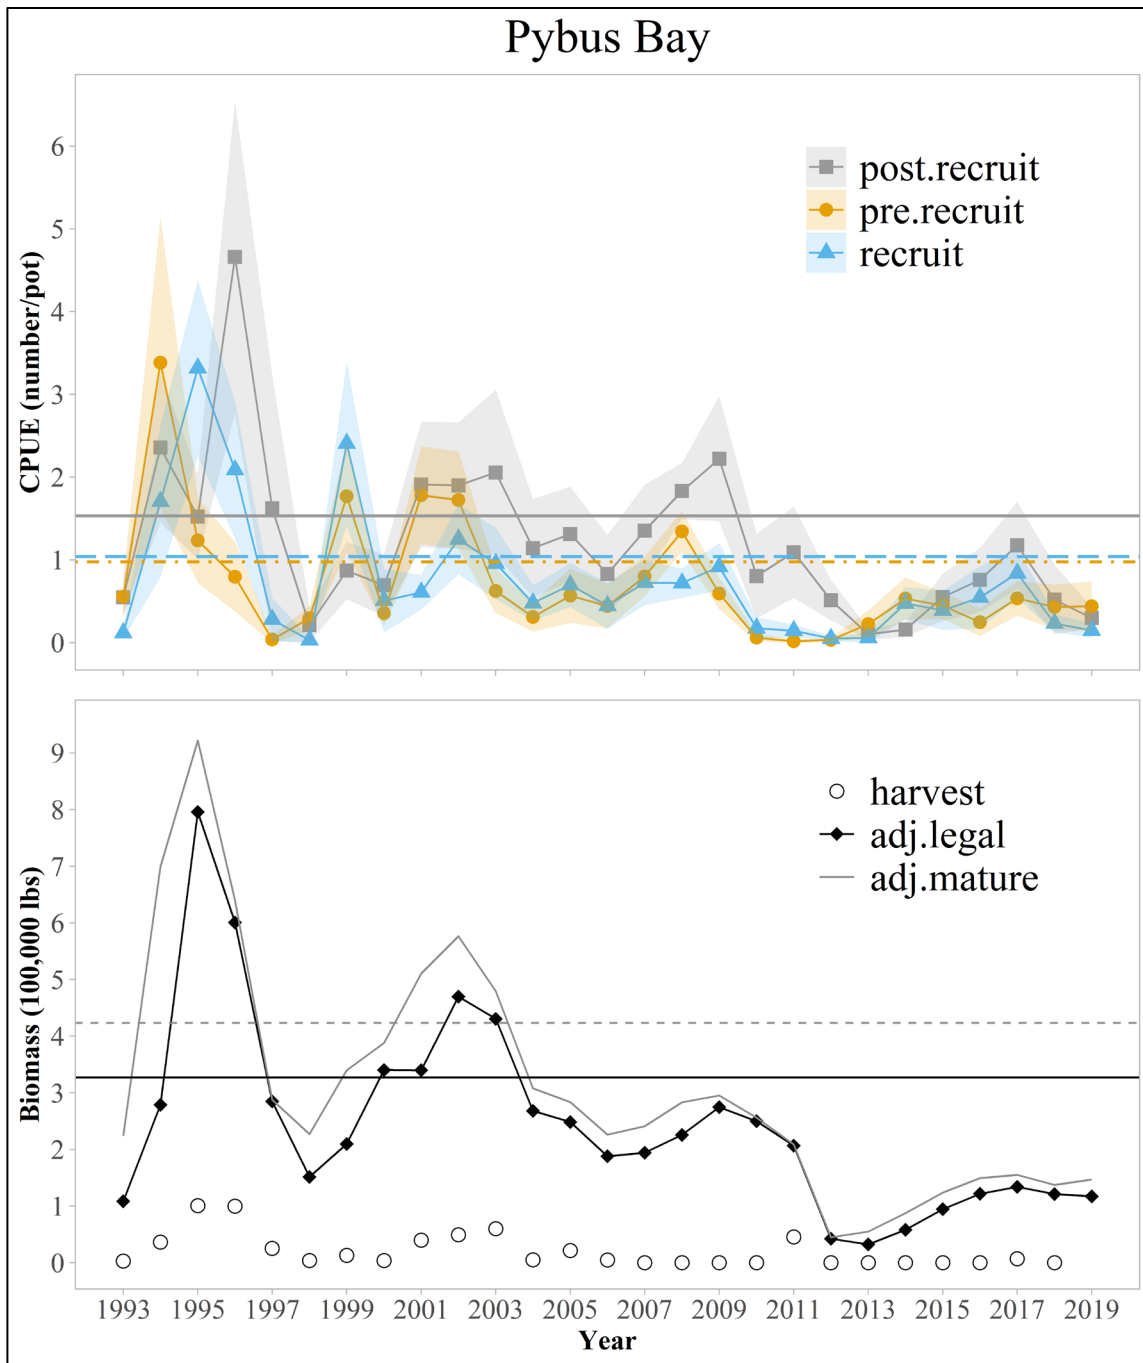 Pybus Bay
CPUE (number/pot)
6
5
4
3
2
1
0
post.recruit
pre.recruit
recruit
Biomass (100,000 lbs)
9
8
7
6
5
4
3
2
1
0
harvest
adj.legal
adj.mature
1993 1995 1997 1999 2001 2003 2005 2007 2009 2011 2013 2015 2017 2019
Year